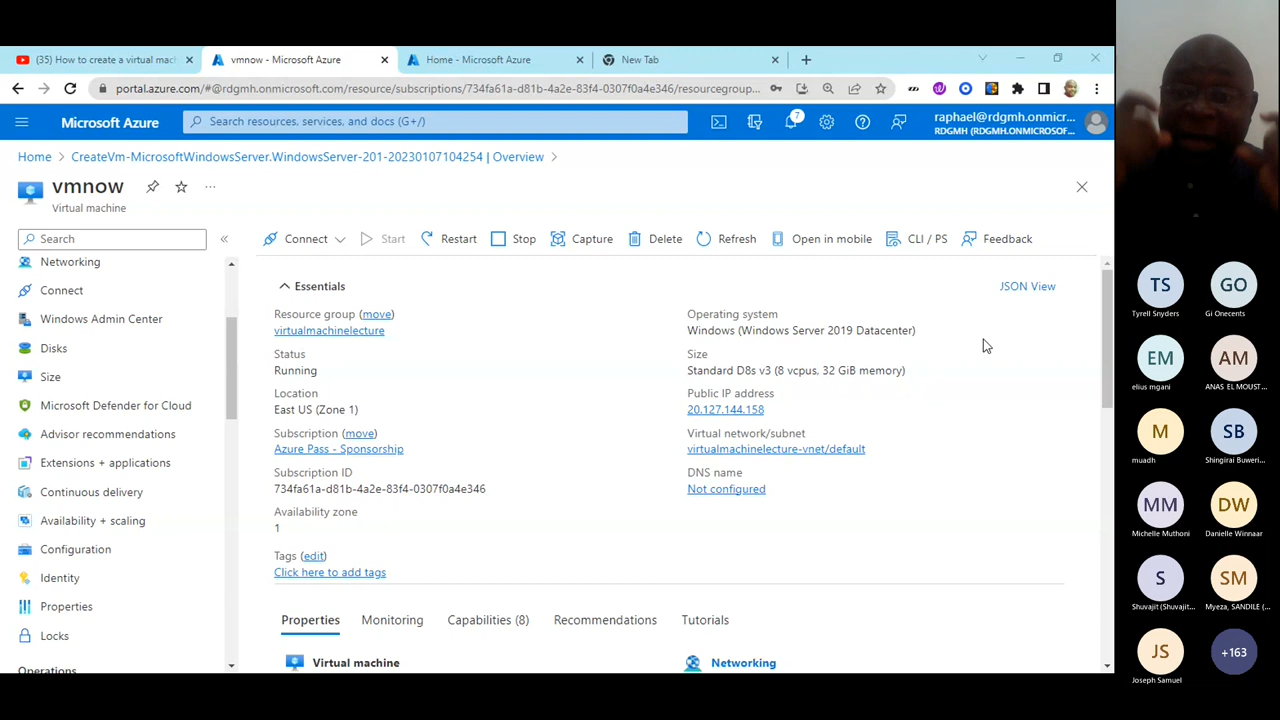 (35) How to create a virtual mach
vmnow - Microsoft Azure
Home - Microsoft Azure
New Tab
portal.azure.com/#@rdgmh.onmicrosoft.com/resource/subscriptions/734fa61a-d81b-4a2e-83f4-0307f0a4e346/resourcegroup...
Microsoft Azure
Search resources, services, and docs (G+/)
7
raphael@rdgmh.onmicr...
RDGMH (RDGMH.ONMICROSOF...
Home
CreateVm-MicrosoftWindowsServer.WindowsServer-201-20230107104254 | Overview
vmnow
Virtual machine
Search
Connect
Start
Restart
Stop
Capture
Delete
Refresh
Open in mobile
CLI / PS
Feedback
Networking
Connect
Windows Admin Center
Disks
Size
Microsoft Defender for Cloud
Advisor recommendations
Extensions + applications
Continuous delivery
Availability + scaling
Configuration
Identity
Properties
Locks
Operations
Essentials
JSON View
Resource group (move)
virtualmachinelecture
Status
Running
Location
East US (Zone 1)
Subscription (move)
Azure Pass - Sponsorship
Subscription ID
734fa61a-d81b-4a2e-83f4-0307f0a4e346
Availability zone
1
Tags (edit)
Click here to add tags
Operating system
Windows (Windows Server 2019 Datacenter)
Size
Standard D8s v3 (8 vcpus, 32 GiB memory)
Public IP address
20.127.144.158
Virtual network/subnet
virtualmachinelecture-vnet/default
DNS name
Not configured
Properties
Monitoring
Capabilities (8)
Recommendations
Tutorials
Virtual machine
Networking
TS
Tyrell Snyders
GO
Gi Onecents
EM
elius mgani
AM
ANAS EL MOUST...
M
muadh
SB
Shingirai Buweri...
MM
Michelle Muthoni
DW
Danielle Winnaar
S
Shuvajit (Shuvajit...
SM
Myeza, SANDILE (...
JS
Joseph Samuel
+163